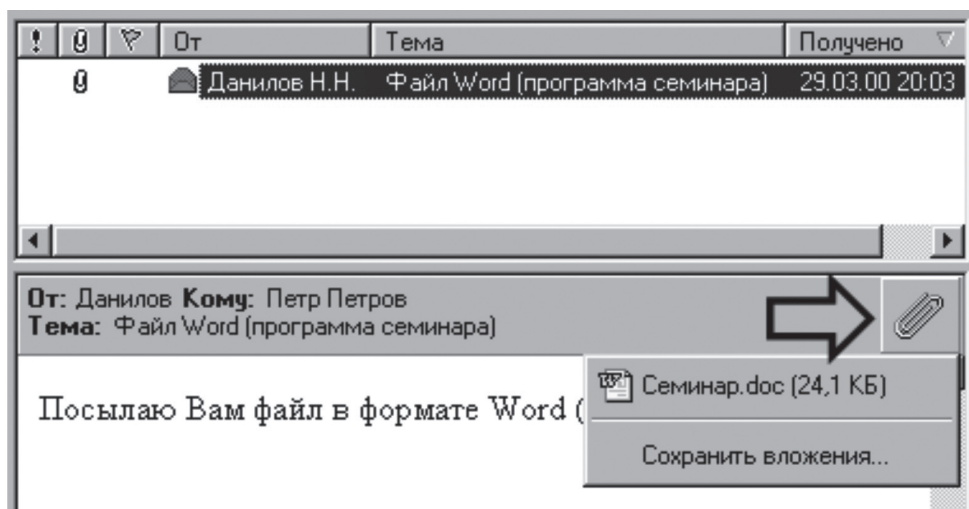 ! От Тема Получено
Данилов Н.Н. Файл Word (программа семинара) 29.03.00 20:03
От: Данилов Кому: Петр Петров
Тема: Файл Word (программа семинара)
Семинар.doc (24,1 КБ)
Посылаю Вам файл в формате Word (
Сохранить вложения...